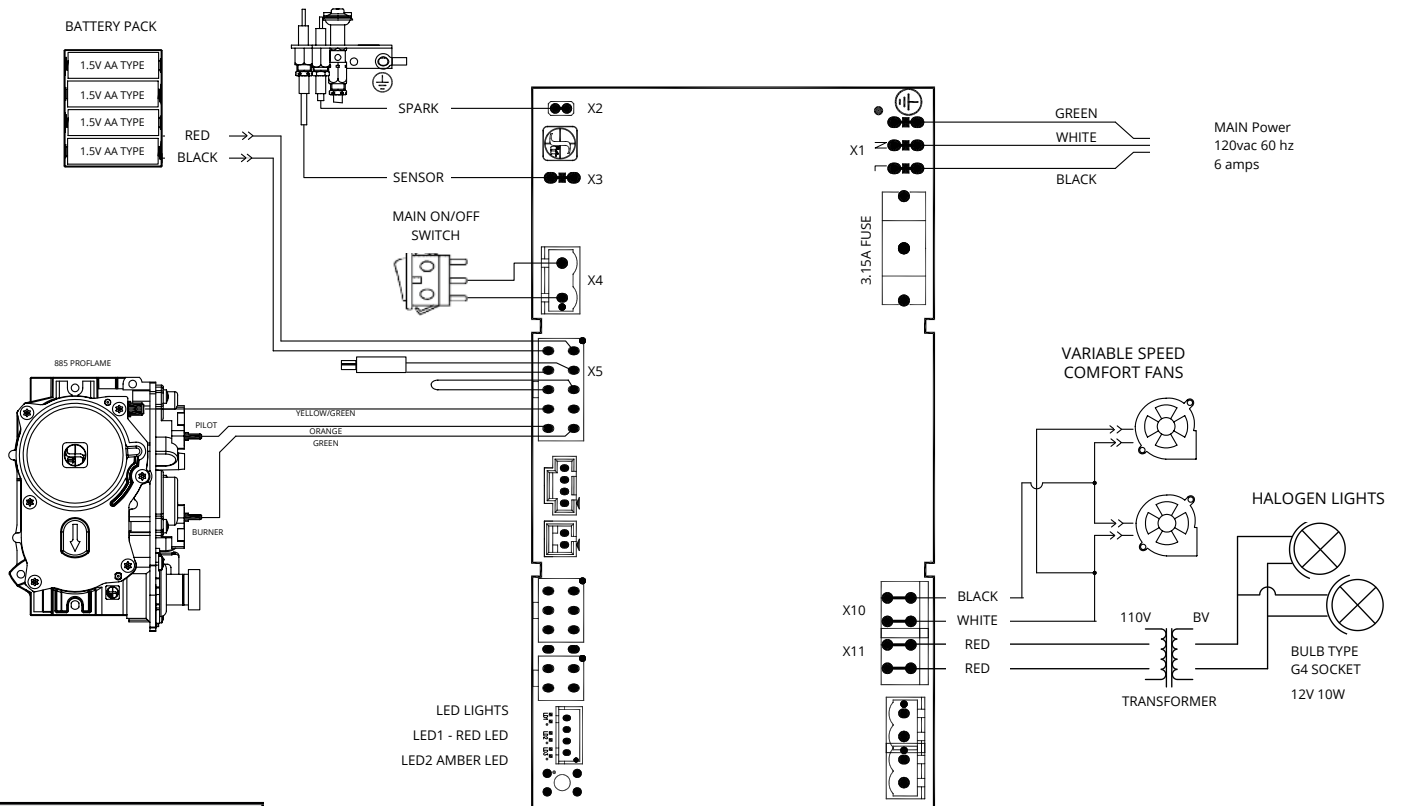 BATTERY PACK
1.5V AA TYPE
1.5V AA TYPE
1.5V AA TYPE
1.5V AA TYPE
RED
BLACK
SPARK
X2
SENSOR
X3
MAIN ON/OFF
SWITCH
X4
X5
885 PROFLAME
YELLOW/GREEN
PILOT
ORANGE
GREEN
BURNER
LED LIGHTS
LED1 - RED LED
LED2 AMBER LED
GREEN
WHITE
BLACK
X1
N
L
MAIN Power
120vac 60 hz
6 amps
3.15A FUSE
VARIABLE SPEED
COMFORT FANS
HALOGEN LIGHTS
X10
BLACK
WHITE
X11
RED
RED
110V
BV
TRANSFORMER
BULB TYPE
G4 SOCKET
12V 10W